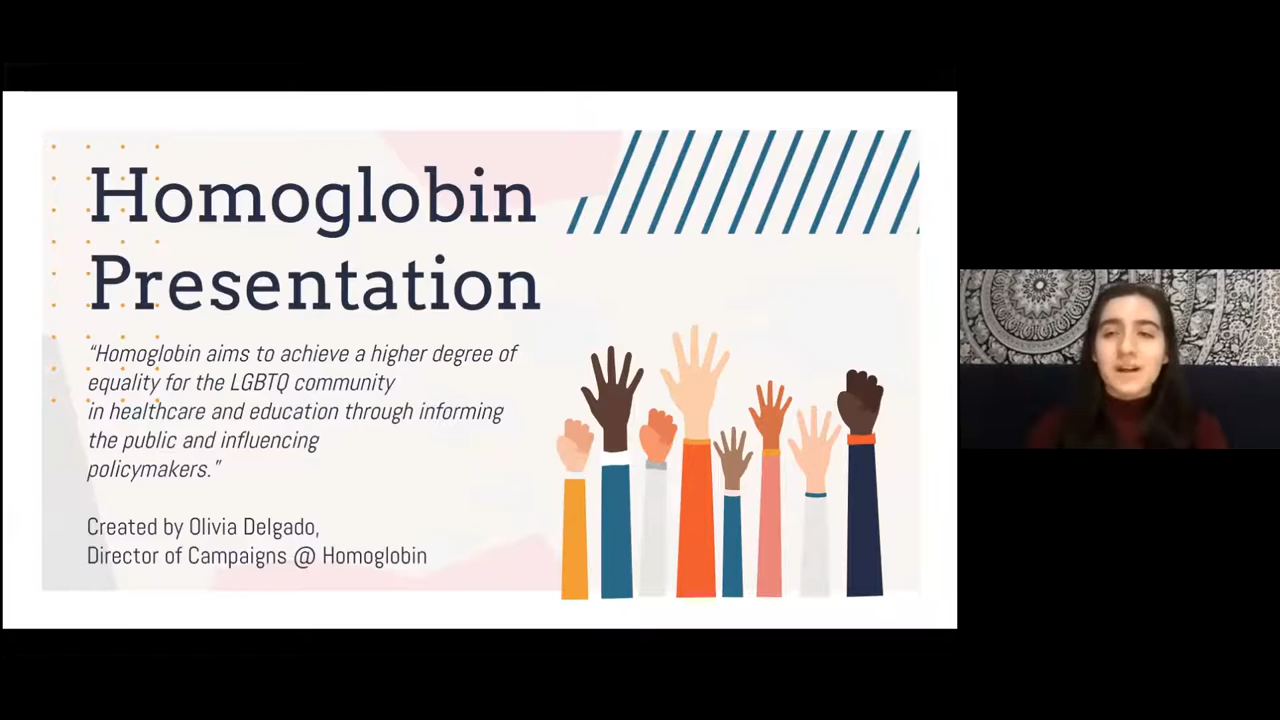 Homoglobin
Presentation
“Homoglobin aims to achieve a higher degree of
equality for the LGBTQ community
in healthcare and education through informing
the public and influencing
policymakers.”
Created by Olivia Delgado,
Director of Campaigns @ Homoglobin